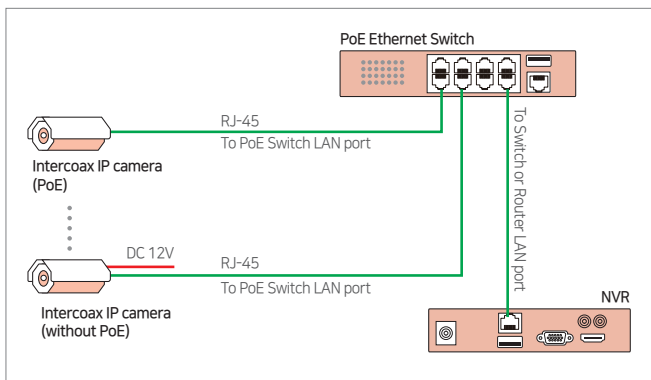 PoE Ethernet Switch
RJ-45
To PoE Switch LAN port
Intercoax IP camera
(PoE)
To Switch or Router LAN port
DC 12V
RJ-45
To PoE Switch LAN port
Intercoax IP camera
(without PoE)
NVR